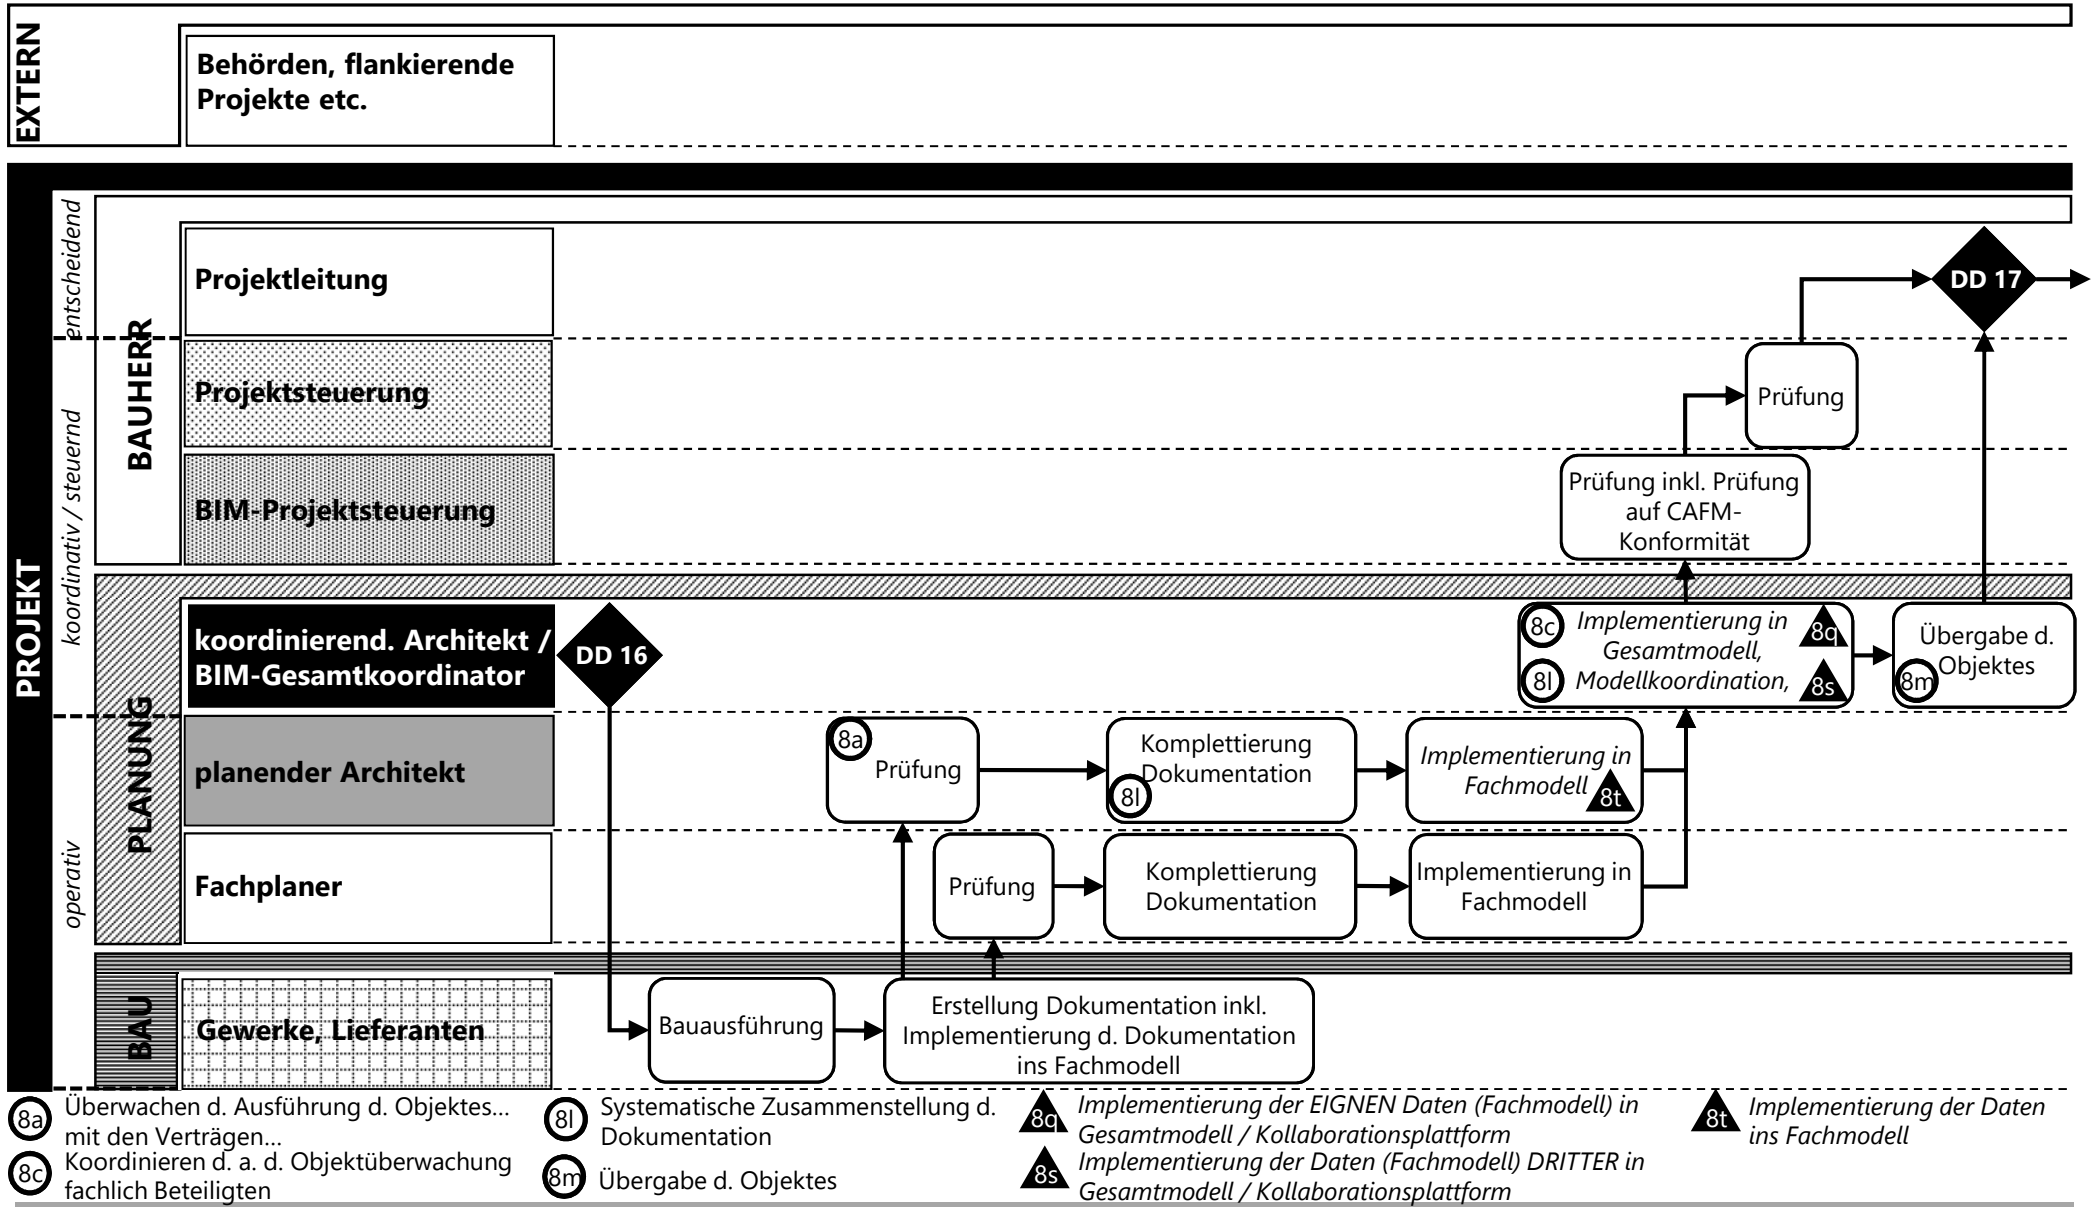 EXTERN
Behörden, flankierende
Projekte etc.
PROJEKT
entscheidend
koordinativ / steuernd
operativ
BAUHERR
Projektleitung
DD 17
Projektsteuerung
Prüfung
BIM-Projektsteuerung
Prüfung inkl. Prüfung
auf CAFM-
Konformität
PLANUNG
koordinierend. Architekt /
BIM-Gesamtkoordinator
DD 16
8c
Implementierung in
8q
Gesamtmodell,
8l
Modellkoordination,
8s
Übergabe d.
Objektes
8m
planender Architekt
8a
Prüfung
Komplettierung
Dokumentation
8l
Implementierung in
Fachmodell
8t
Fachplaner
Prüfung
Komplettierung
Dokumentation
Implementierung in
Fachmodell
BAU
Gewerke, Lieferanten
Bauausführung
Erstellung Dokumentation inkl.
Implementierung d. Dokumentation
ins Fachmodell
8a
Überwachen d. Ausführung d. Objektes...
mit den Verträgen...
8c
Koordinieren d. a. d. Objektüberwachung
fachlich Beteiligten
8l
Systematische Zusammenstellung d.
Dokumentation
8m
Übergabe d. Objektes
8q
Implementierung der EIGNEN Daten (Fachmodell) in
Gesamtmodell / Kollaborationsplattform
8s
Implementierung der Daten (Fachmodell) DRITTER in
Gesamtmodell / Kollaborationsplattform
8t
Implementierung der Daten
ins Fachmodell